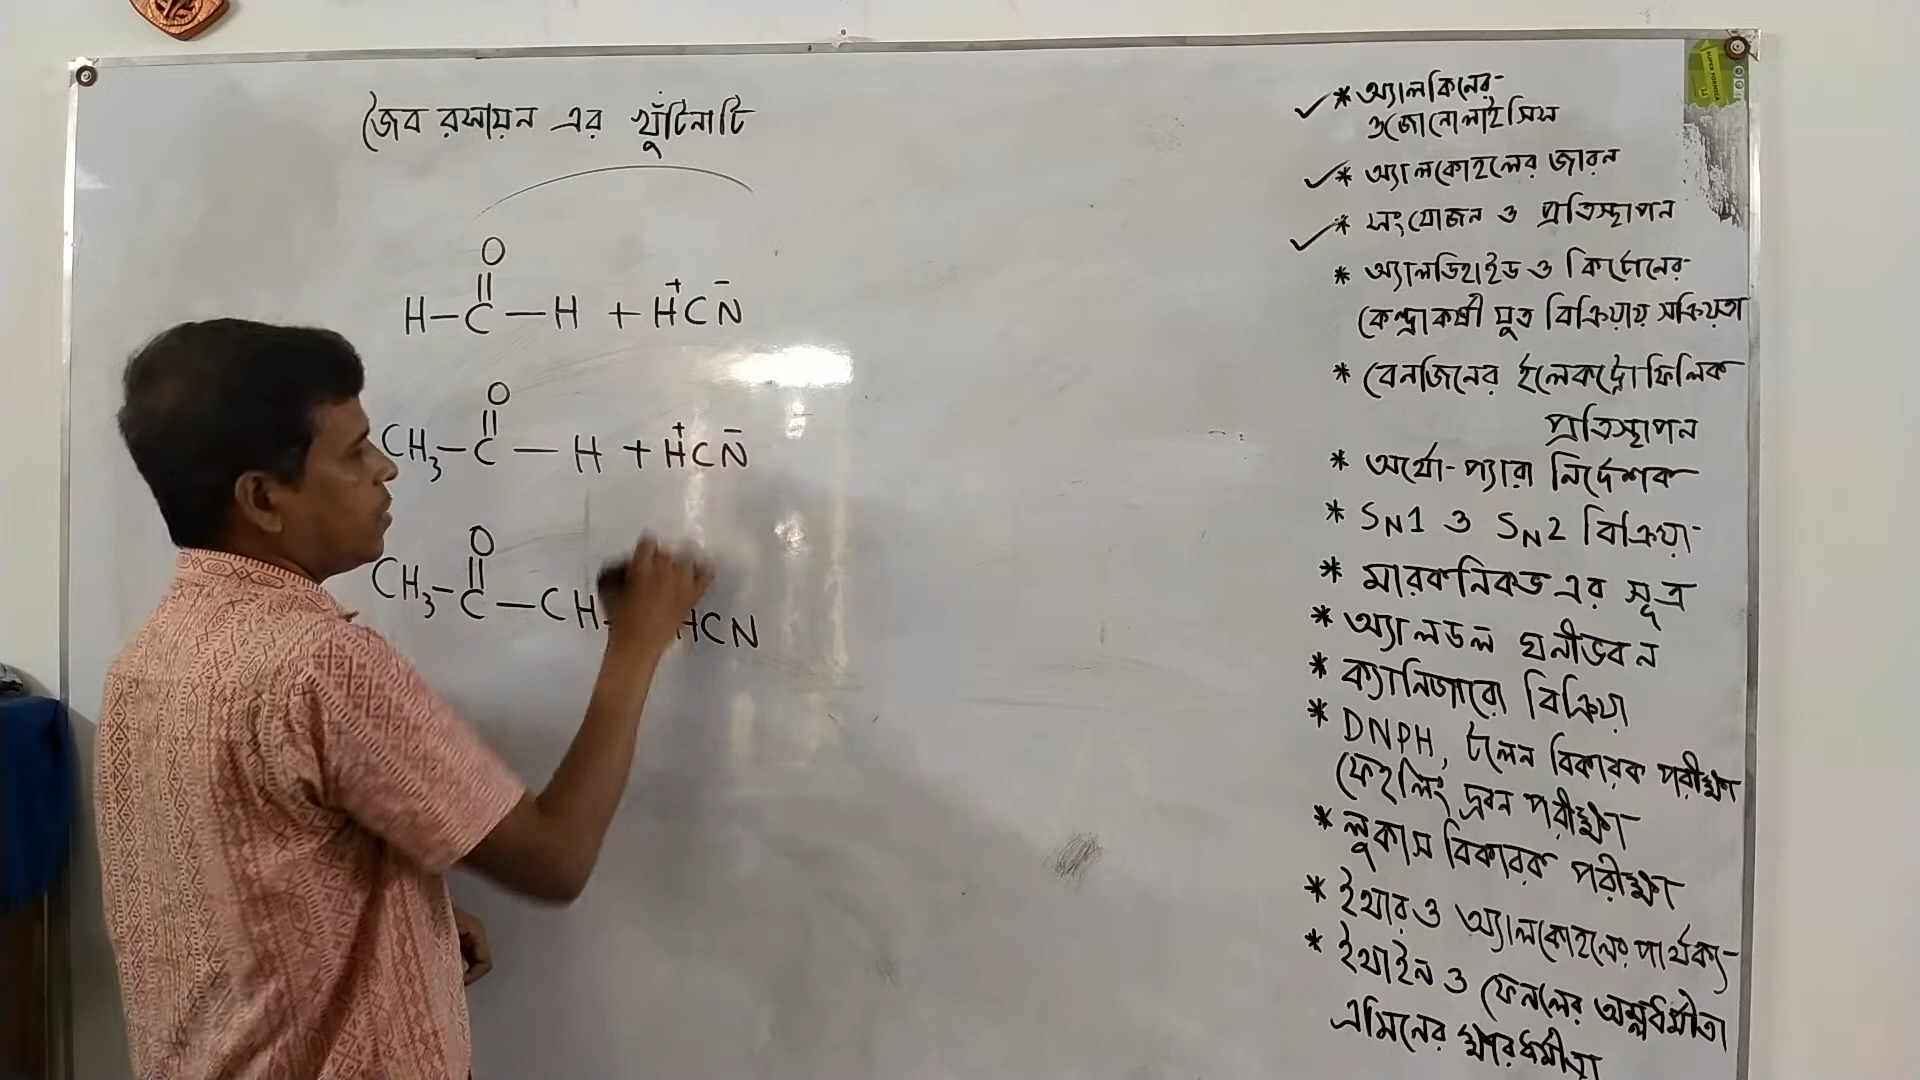 জৈব রসায়ন এর খুঁটিনাটি
O
||
H—C—H + H⁺CN⁻
O
||
CH₃—C—H + H⁺CN⁻
O
||
CH₃—C—CH HCN
✓* অ্যালকিনের
ওজোনোলাইসিস
✓* অ্যালকোহলের জারন
✓* সংযোজন ও প্রতিস্থাপন
* অ্যালডিহাইড ও কিটোনের
কেন্দ্রাকর্ষী যুত বিক্রিয়ায় সক্রিয়তা
* বেনজিনের ইলেকট্রোফিলিক
প্রতিস্থাপন
* অর্থো-প্যারা নির্দেশক
* SN1 ও SN2 বিক্রিয়া
* মারকনিকভ এর সূত্র
* অ্যালডল ঘনীভবন
* ক্যানিজারো বিক্রিয়া
* DNPH, টলেন বিকারক পরীক্ষা
ফেহলিং দ্রবন পরীক্ষা
* লুকাস বিকারক পরীক্ষা
* ইথার ও অ্যালকোহলের পার্থক্য
* ইথাইন ও ফেনলের অম্লধর্মীতা
এমিনের ক্ষারধর্মীতা
SUPER FORMICA